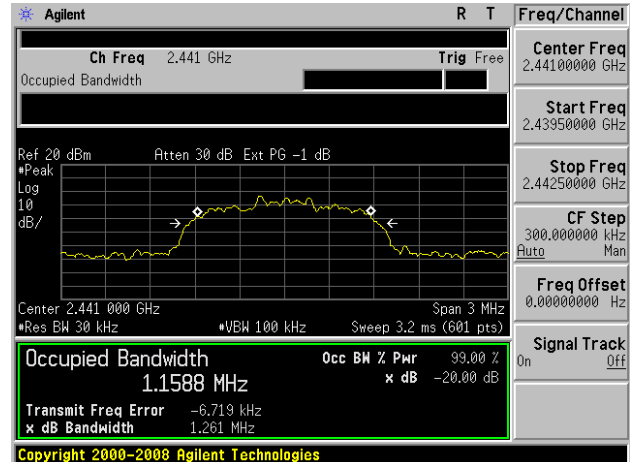 Agilent R T
Freq/Channel
Ch Freq 2.441 GHz Trig Free
Occupied Bandwidth
Center Freq
2.44100000 GHz
Start Freq
2.43950000 GHz
Stop Freq
2.44250000 GHz
CF Step
300.000000 kHz
Auto Man
Freq Offset
0.00000000 Hz
Signal Track
On Off
Ref 20 dBm Atten 30 dB Ext PG -1 dB
#Peak
Log
10
dB/
Center 2.441 000 GHz Span 3 MHz
#Res BW 30 kHz #VBW 100 kHz Sweep 3.2 ms (601 pts)
Occupied Bandwidth Occ BW % Pwr 99.00 %
1.1588 MHz x dB -20.00 dB
Transmit Freq Error -6.719 kHz
x dB Bandwidth 1.261 MHz
Copyright 2000-2008 Agilent Technologies